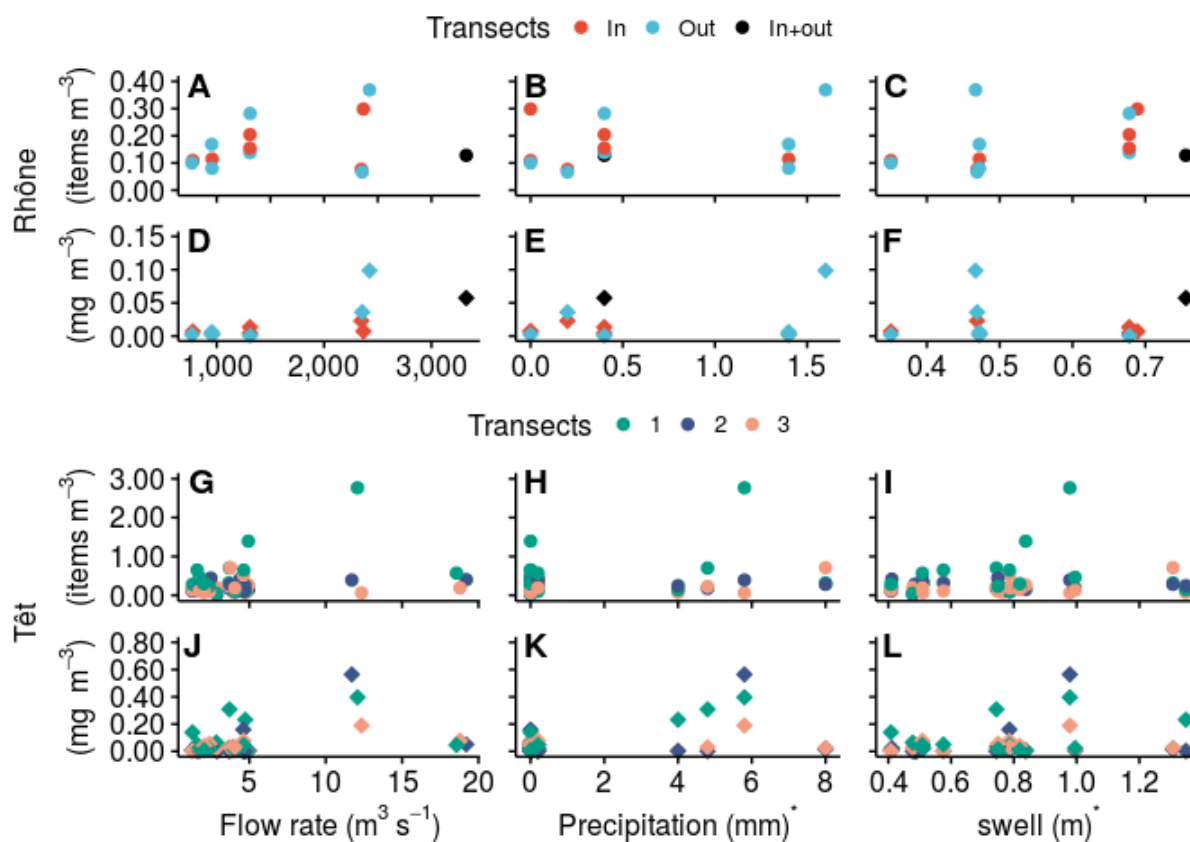 Transects In Out In+out
Rhône
(items m⁻³)
0.40
0.30
0.20
0.10
0.00
A
B
C
(mg m⁻³)
0.15
0.10
0.05
0.00
D
E
F
1,000 2,000 3,000
0.0 0.5 1.0 1.5
0.4 0.5 0.6 0.7
Transects 1 2 3
Têt
(items m⁻³)
3.00
2.00
1.00
0.00
G
H
I
(mg m⁻³)
0.80
0.60
0.40
0.20
0.00
J
K
L
5 10 15 20
0 2 4 6 8
0.4 0.6 0.8 1.0 1.2
Flow rate (m³ s⁻¹)
Precipitation (mm)*
swell (m)*